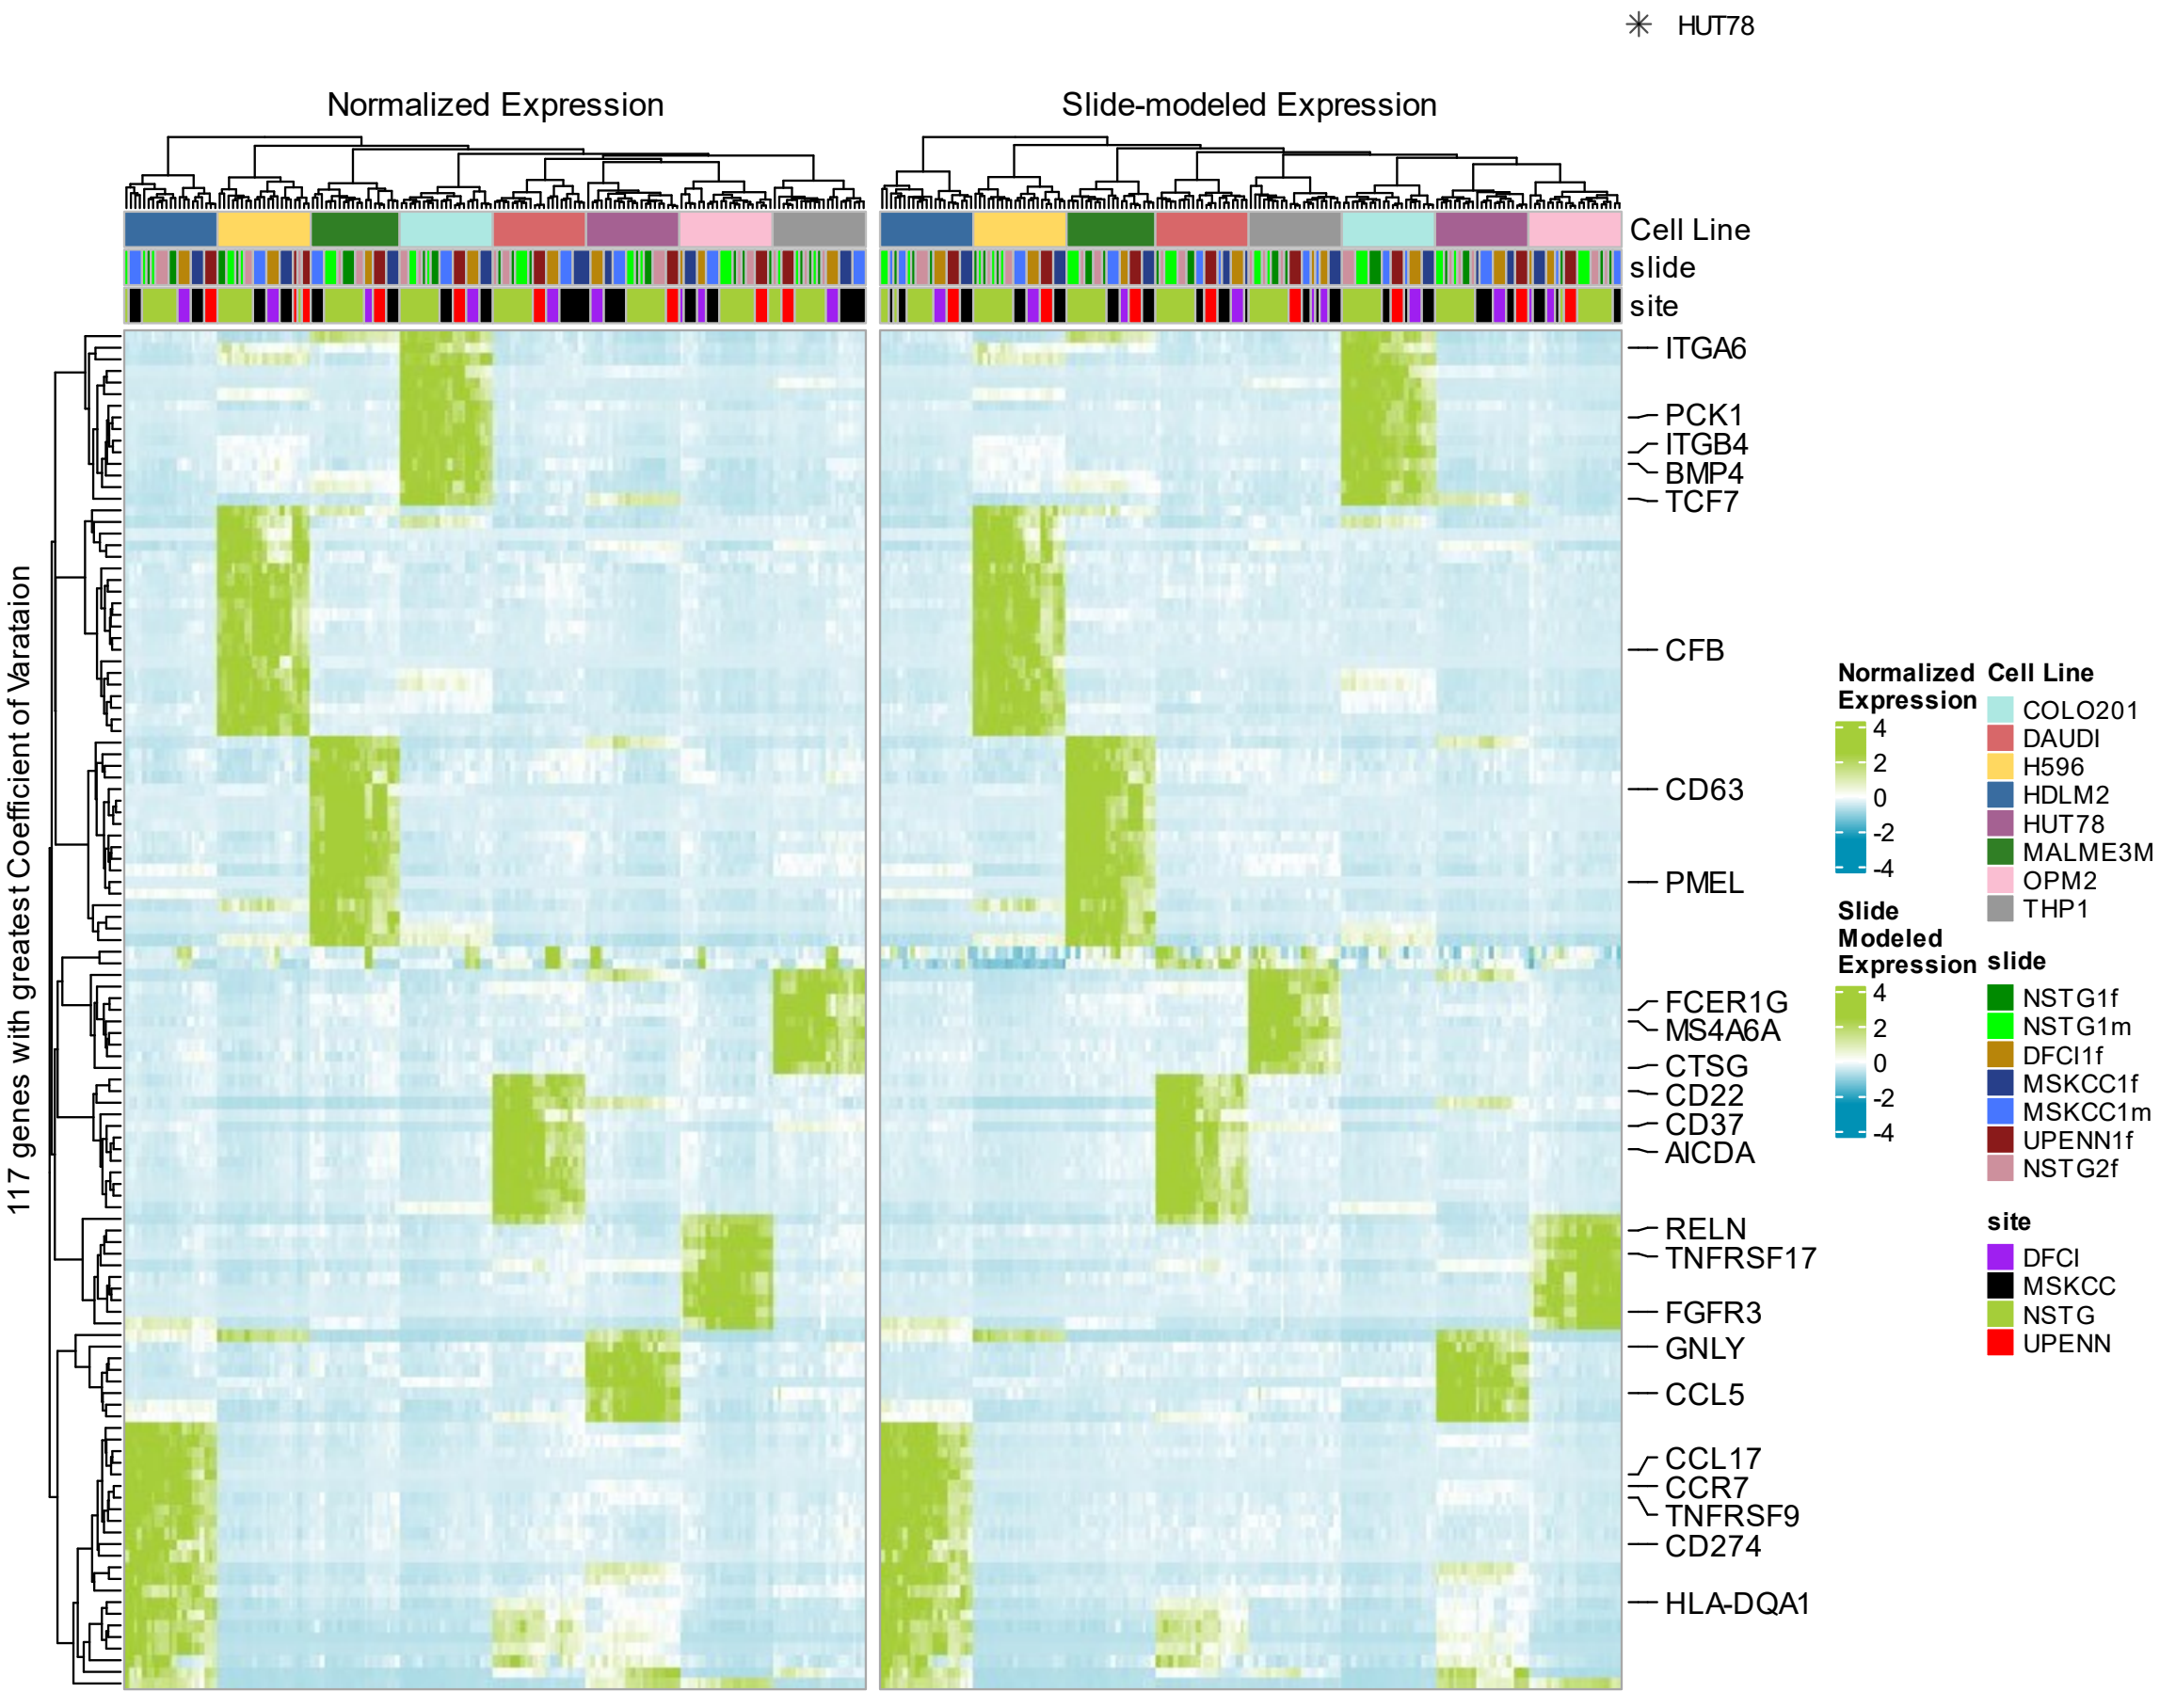 HUT78
Normalized Expression
Slide-modeled Expression
Cell Line
slide
site
117 genes with greatest Coefficient of Varataion
ITGA6
PCK1
ITGB4
BMP4
TCF7
CFB
CD63
PMEL
FCER1G
MS4A6A
CTSG
CD22
CD37
AICDA
RELN
TNFRSF17
FGFR3
GNLY
CCL5
CCL17
CCR7
TNFRSF9
CD274
HLA-DQA1
Normalized
Expression
4
2
0
-2
-4
Slide
Modeled
Expression
4
2
0
-2
-4
Cell Line
COLO201
DAUDI
H596
HDLM2
HUT78
MALME3M
OPM2
THP1
slide
NSTG1f
NSTG1m
DFCI1f
MSKCC1f
MSKCC1m
UPENN1f
NSTG2f
site
DFCI
MSKCC
NSTG
UPENN